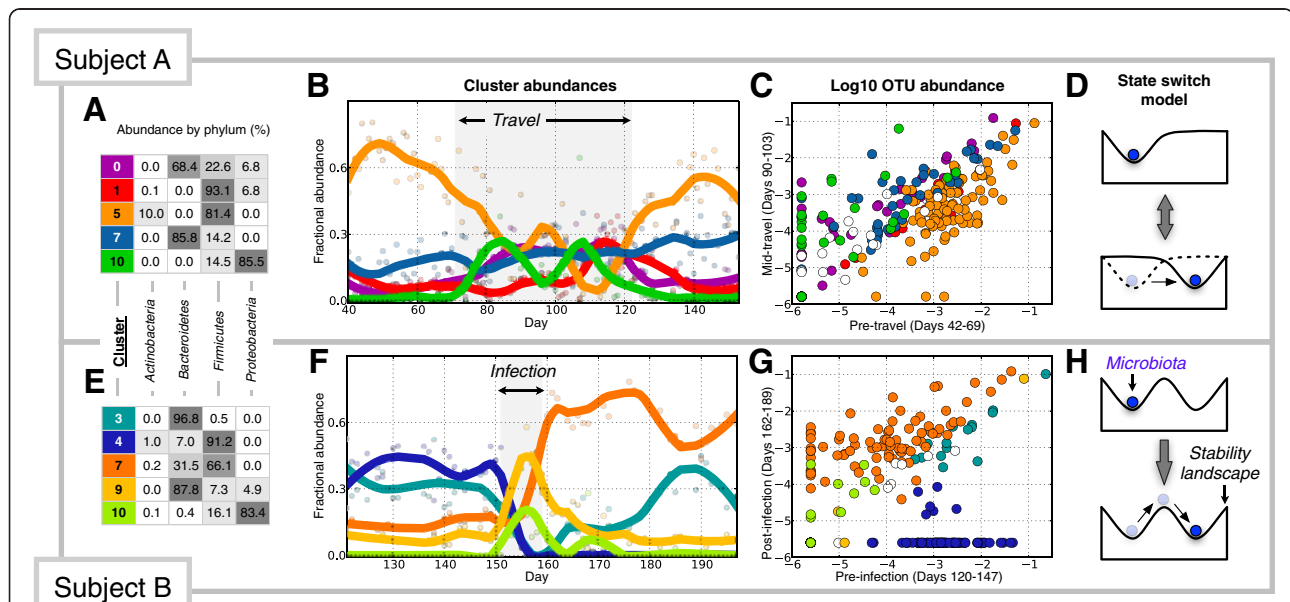 Subject A
A
Abundance by phylum (%)
0 0.0 68.4 22.6 6.8
1 0.1 0.0 93.1 6.8
5 10.0 0.0 81.4 0.0
7 0.0 85.8 14.2 0.0
10 0.0 0.0 14.5 85.5
Cluster
Actinobacteria
Bacteroidetes
Firmicutes
Proteobacteria
B
Cluster abundances
Travel
Fractional abundance
0.6
0.3
0.0
40 60 80 100 120 140
Day
C
Log10 OTU abundance
Mid-travel (Days 90-103)
−1
−2
−3
−4
−5
−6
−6 −5 −4 −3 −2 −1
Pre-travel (Days 42-69)
D
State switch
model
E
3 0.0 96.8 0.5 0.0
4 1.0 7.0 91.2 0.0
7 0.2 31.5 66.1 0.0
9 0.0 87.8 7.3 4.9
10 0.1 0.4 16.1 83.4
F
Infection
Fractional abundance
0.6
0.3
0.0
130 140 150 160 170 180 190
Day
G
Post-infection (Days 162-189)
−1
−2
−3
−4
−5
−6
−5 −4 −3 −2 −1
Pre-infection (Days 120-147)
H
Microbiota
Stability
landscape
Subject B